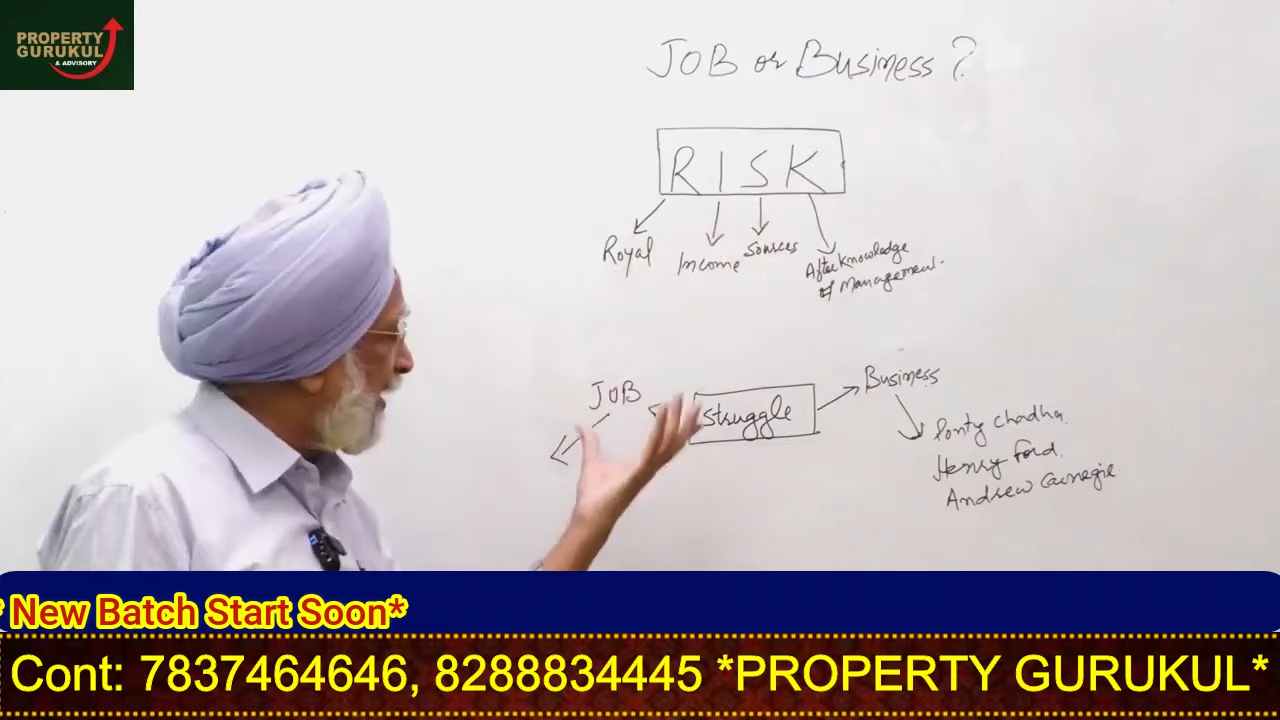 PROPERTY
GURUKUL
& ADVISORY
JOB or Business?
RISK
Royal
Income
Sources
After Knowledge
of Management.
JOB
struggle
Business
Ponty Chadha
Henry Ford.
Andrew Carnegie.
* New Batch Start Soon*
Cont: 7837464646, 8288834445 *PROPERTY GURUKUL*